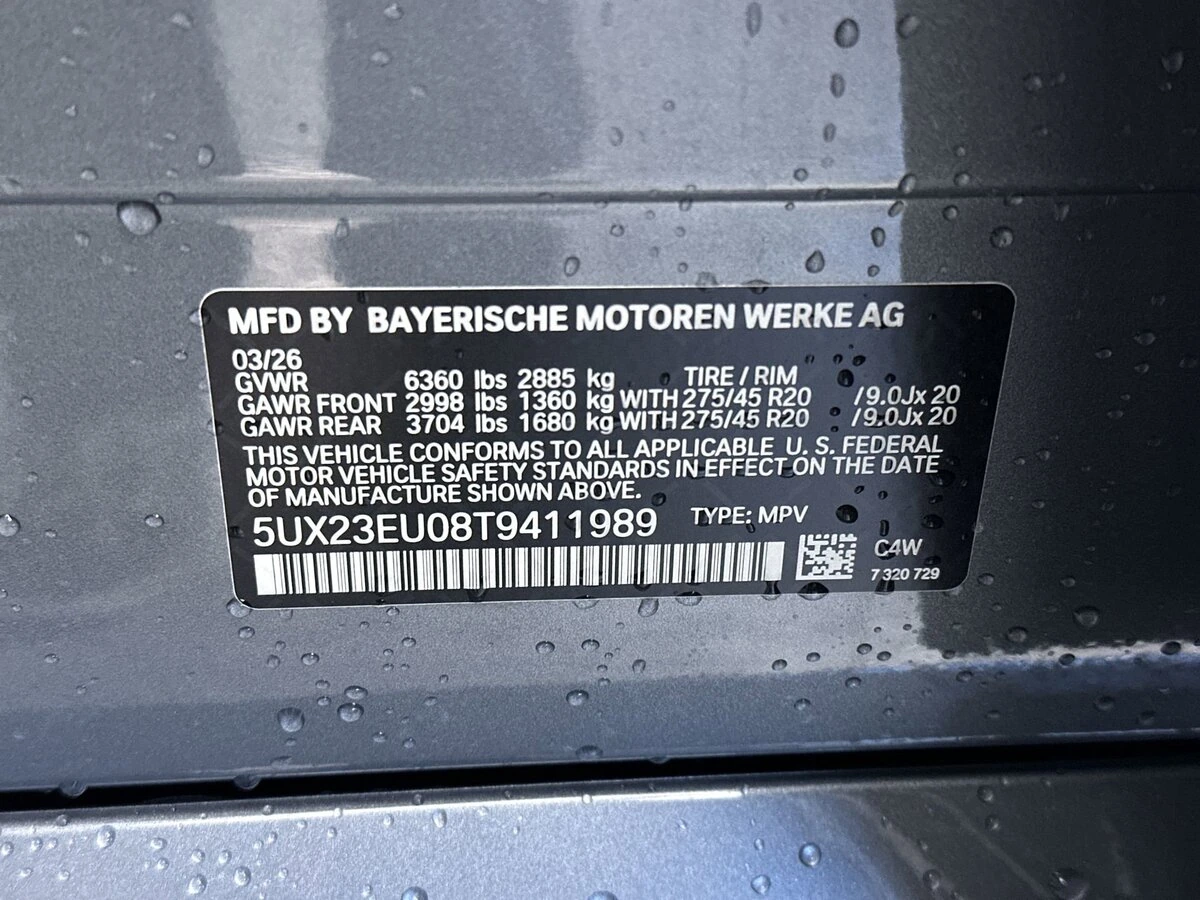 MFD BY BAYERISCHE MOTOREN WERKE AG
03/26
GVWR 6360 lbs 2885 kg TIRE / RIM
GAWR FRONT 2998 lbs 1360 kg WITH 275/45 R20 /9.0Jx 20
GAWR REAR 3704 lbs 1680 kg WITH 275/45 R20 /9.0Jx 20
THIS VEHICLE CONFORMS TO ALL APPLICABLE U. S. FEDERAL
MOTOR VEHICLE SAFETY STANDARDS IN EFFECT ON THE DATE
OF MANUFACTURE SHOWN ABOVE.
5UX23EU08T9411989 TYPE: MPV
C4W
7 320 729